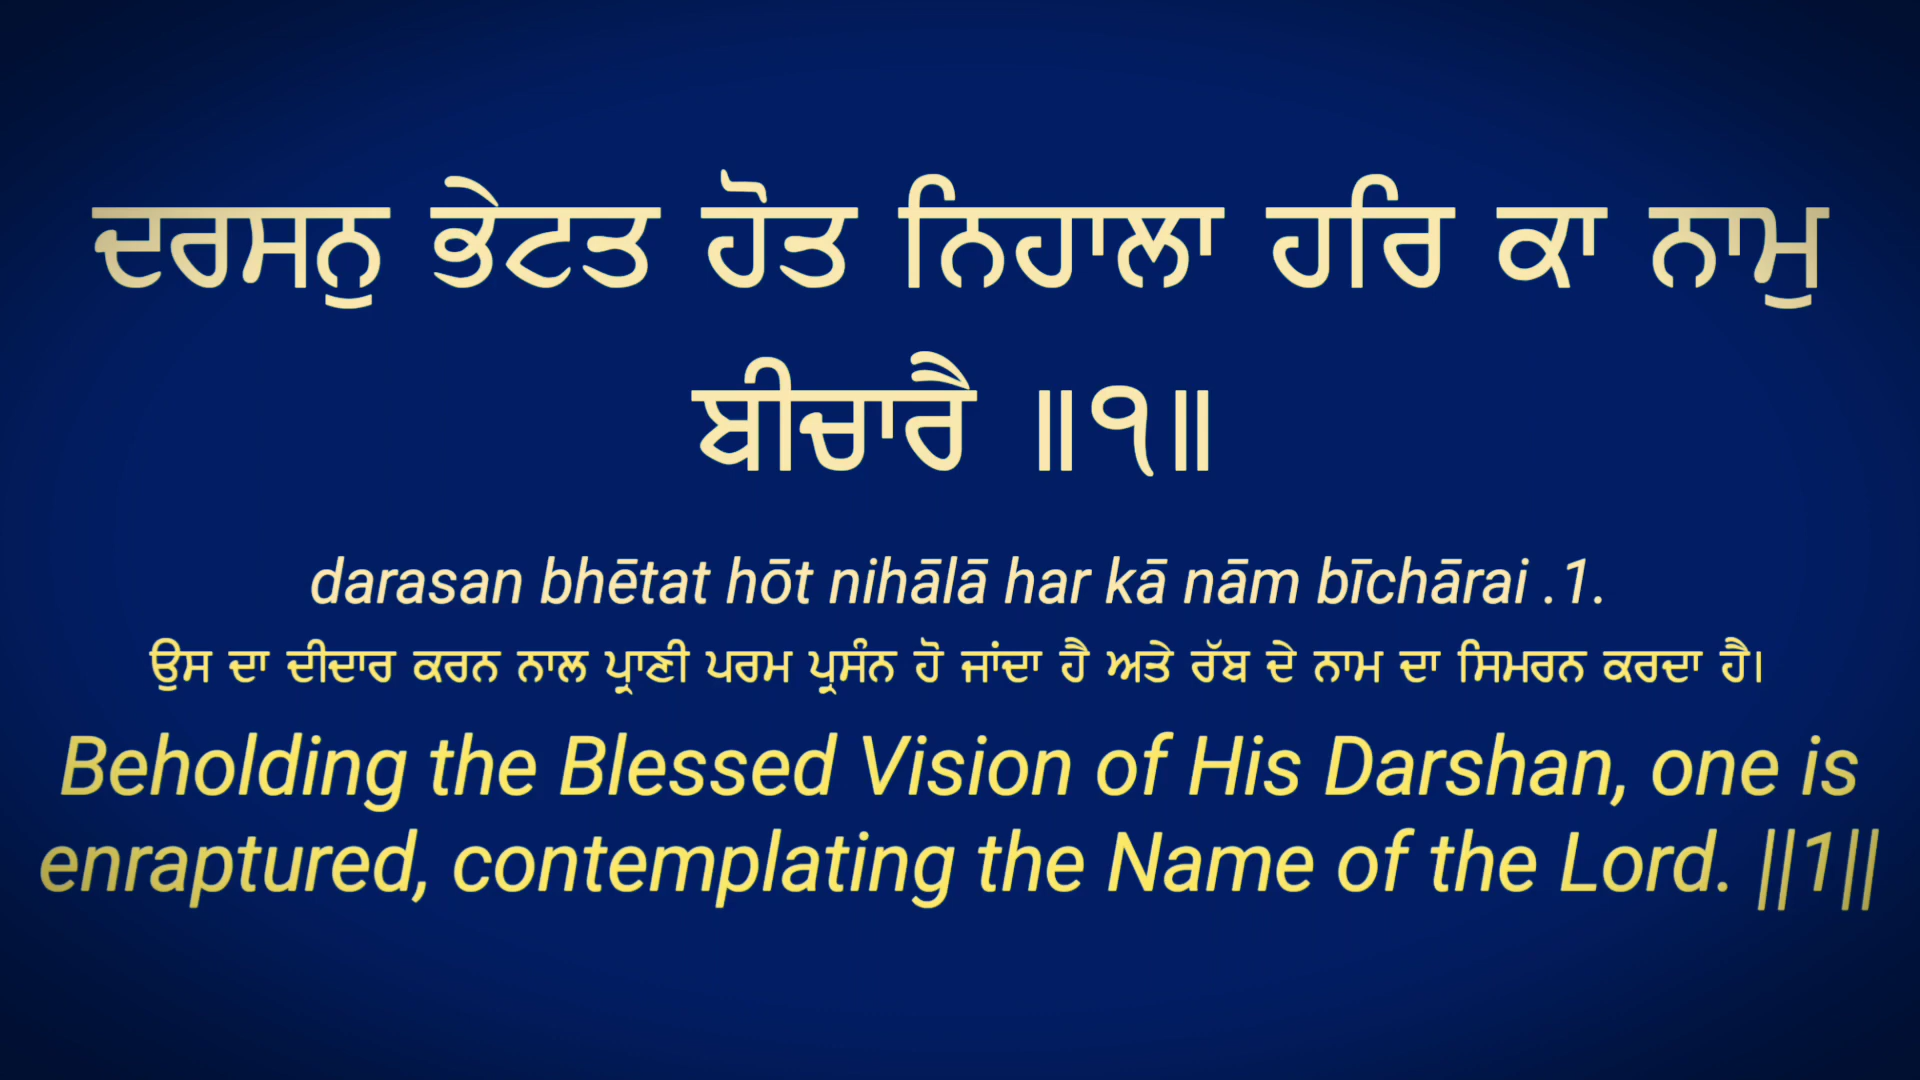 ਦਰਸਨੁ ਭੇਟਤ ਹੋਤ ਨਿਹਾਲਾ ਹਰਿ ਕਾ ਨਾਮੁ
ਬੀਚਾਰੈ ॥੧॥
darasan bhētat hōt nihālā har kā nām bīchārai .1.
ਉਸ ਦਾ ਦੀਦਾਰ ਕਰਨ ਨਾਲ ਪ੍ਰਾਣੀ ਪਰਮ ਪ੍ਰਸੰਨ ਹੋ ਜਾਂਦਾ ਹੈ ਅਤੇ ਰੱਬ ਦੇ ਨਾਮ ਦਾ ਸਿਮਰਨ ਕਰਦਾ ਹੈ।
Beholding the Blessed Vision of His Darshan, one is
enraptured, contemplating the Name of the Lord. ||1||